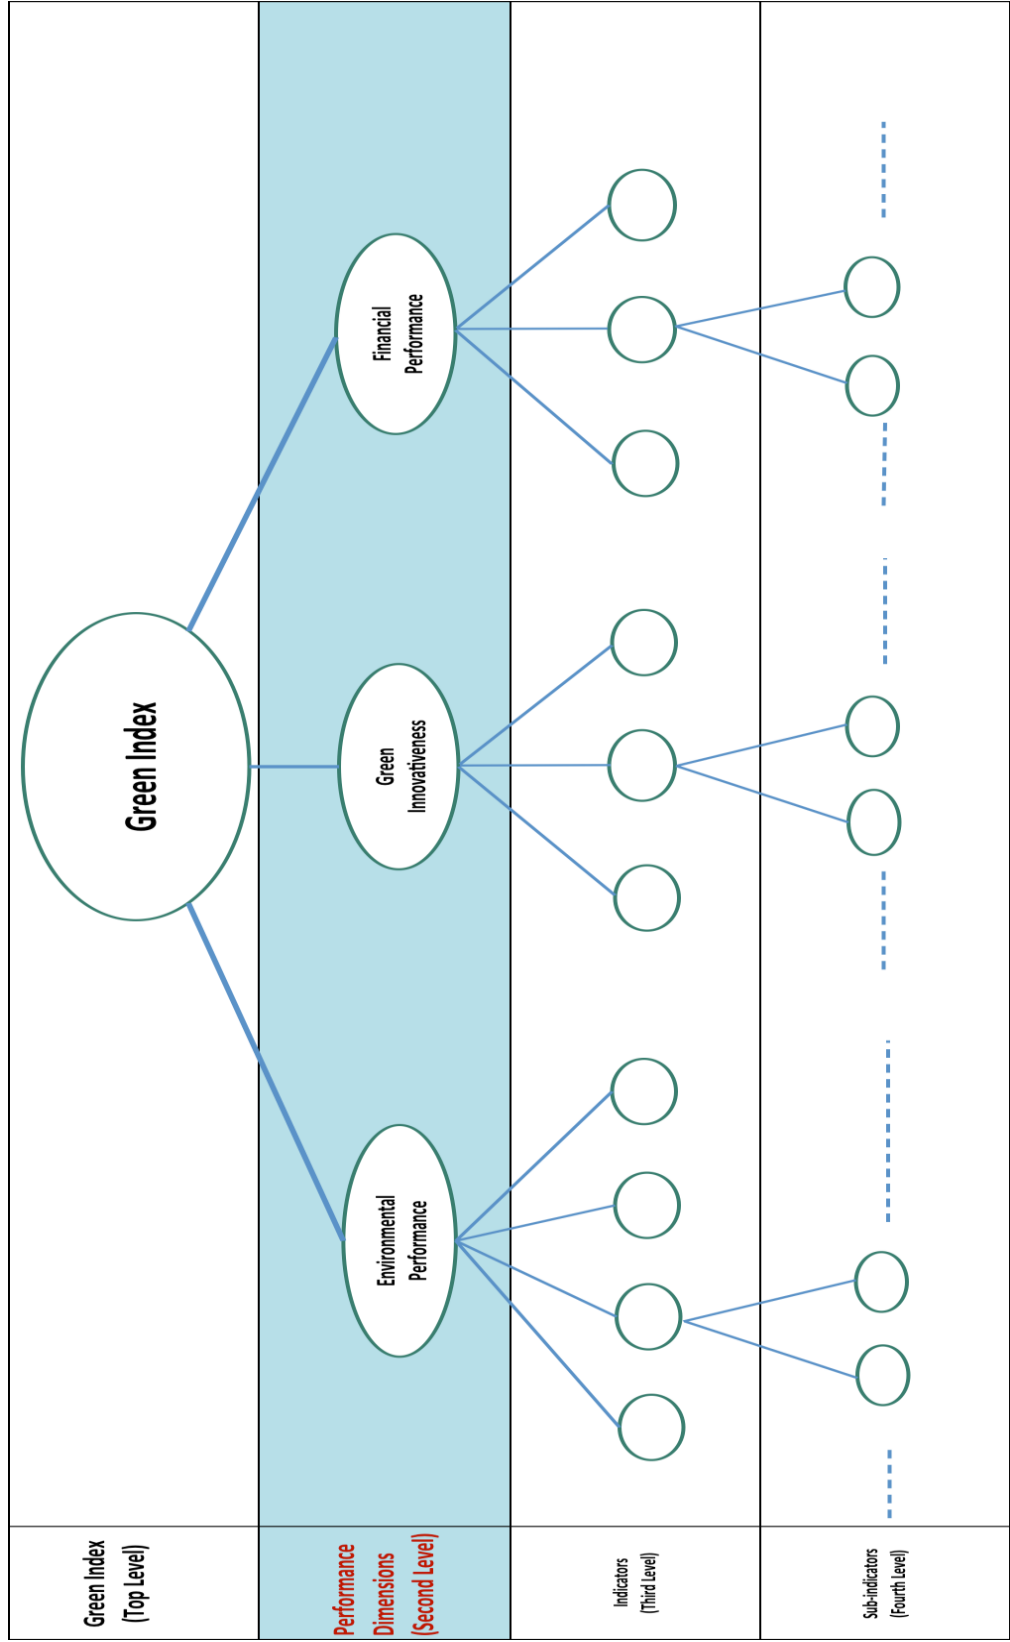 Green Index
(Top Level)
Green Index
Performance
Dimensions
(Second Level)
Environmental
Performance
Green
Innovativeness
Financial
Performance
Indicators
(Third Level)
Sub-indicators
(Fourth Level)